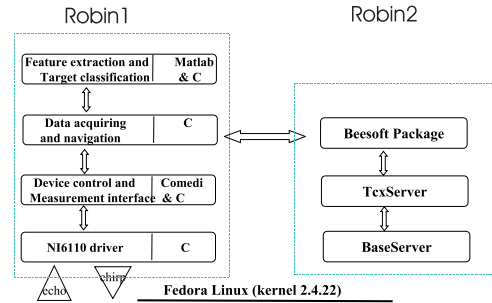 Robin1
Robin2
Feature extraction and
Target classification
Matlab
& C
Data acquiring
and navigation
C
Device control and
Measurement interface
Comedi
& C
NI6110 driver
C
echo
chirp
Beesoft Package
TcxServer
BaseServer
Fedora Linux (kernel 2.4.22)